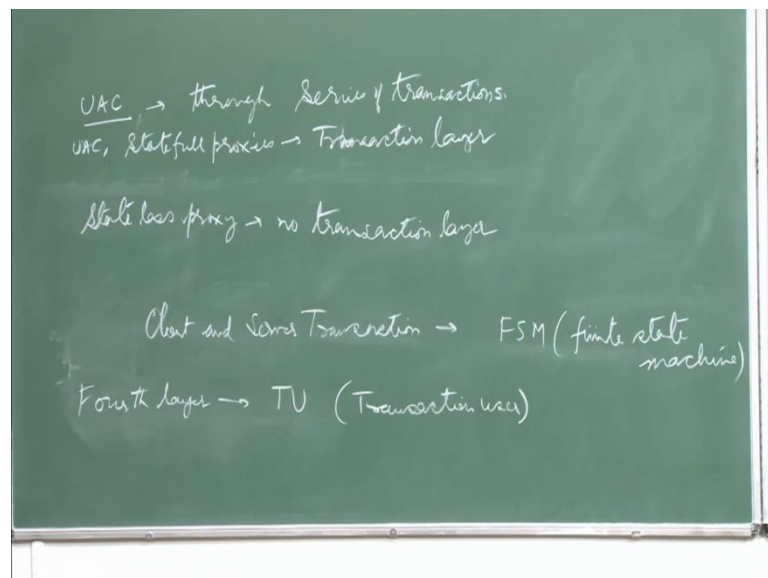 UAC → through Series of transactions.
UAC, Statefull proxies → Transaction layer
State less proxy → no transaction layer
Client and Server Transaction → FSM (finite state
machine)
Fourth layer → TU (Transaction user)